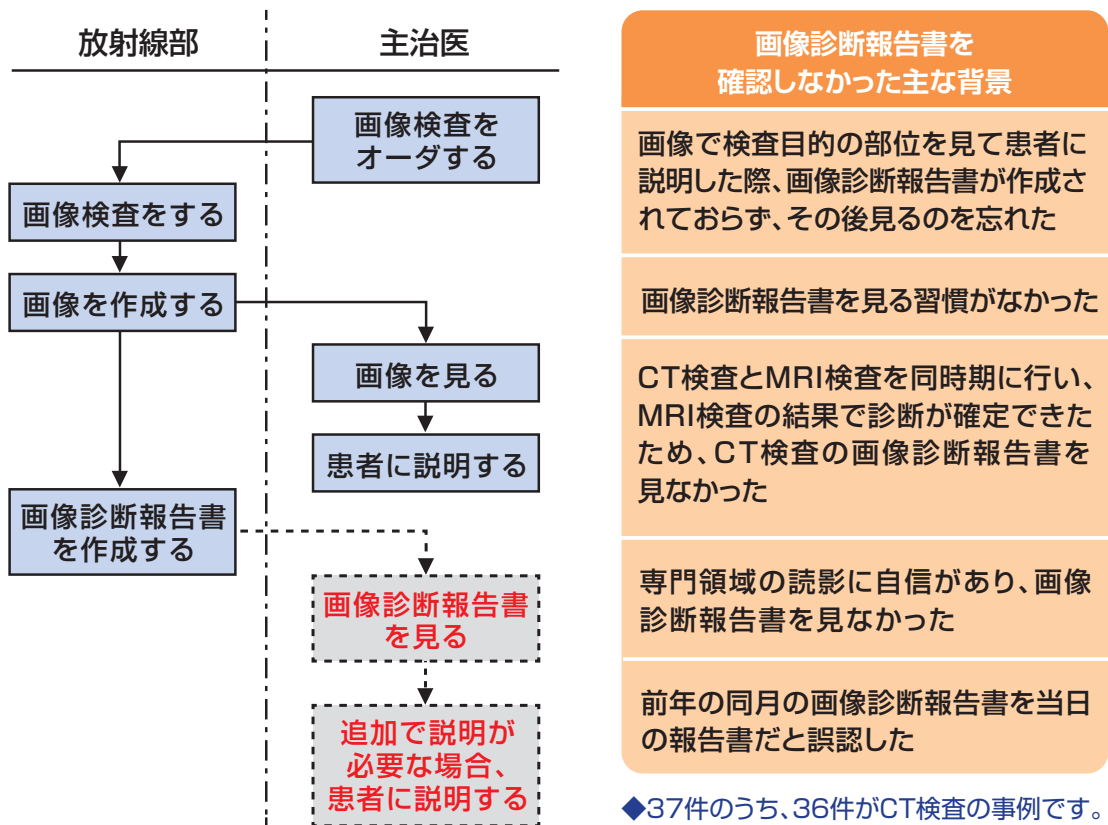 放射線部
主治医
画像検査を
オーダする
画像検査をする
画像を作成する
画像を見る
患者に説明する
画像診断報告書
を作成する
画像診断報告書
を見る
追加で説明が
必要な場合、
患者に説明する
画像診断報告書を
確認しなかった主な背景
画像で検査目的の部位を見て患者に
説明した際、画像診断報告書が作成さ
れておらず、その後見るのを忘れた
画像診断報告書を見る習慣がなかった
CT検査とMRI検査を同時期に行い、
MRI検査の結果で診断が確定できた
ため、CT検査の画像診断報告書を
見なかった
専門領域の読影に自信があり、画像
診断報告書を見なかった
前年の同月の画像診断報告書を当日
の報告書だと誤認した
◆37件のうち、36件がCT検査の事例です。